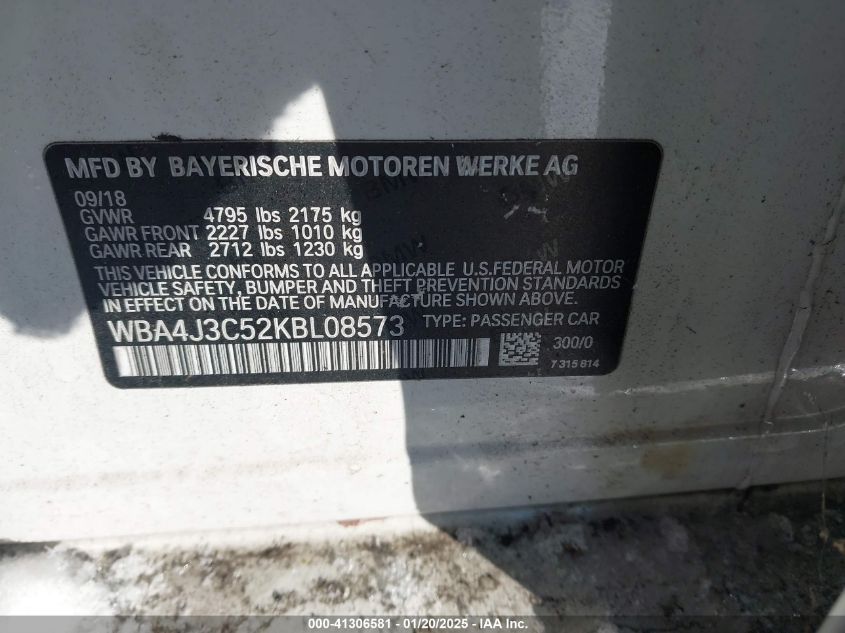 MFD BY BAYERISCHE MOTOREN WERKE AG
09/18
GVWR 4795 lbs 2175 kg
GAWR FRONT 2227 lbs 1010 kg
GAWR REAR 2712 lbs 1230 kg
THIS VEHICLE CONFORMS TO ALL APPLICABLE U.S.FEDERAL MOTOR
VEHICLE SAFETY, BUMPER AND THEFT PREVENTION STANDARDS
IN EFFECT ON THE DATE OF MANUFACTURE SHOWN ABOVE.
WBA4J3C52KBL08573 TYPE: PASSENGER CAR
300/0
7 315 814
000-41306581 - 01/20/2025 - IAA Inc.